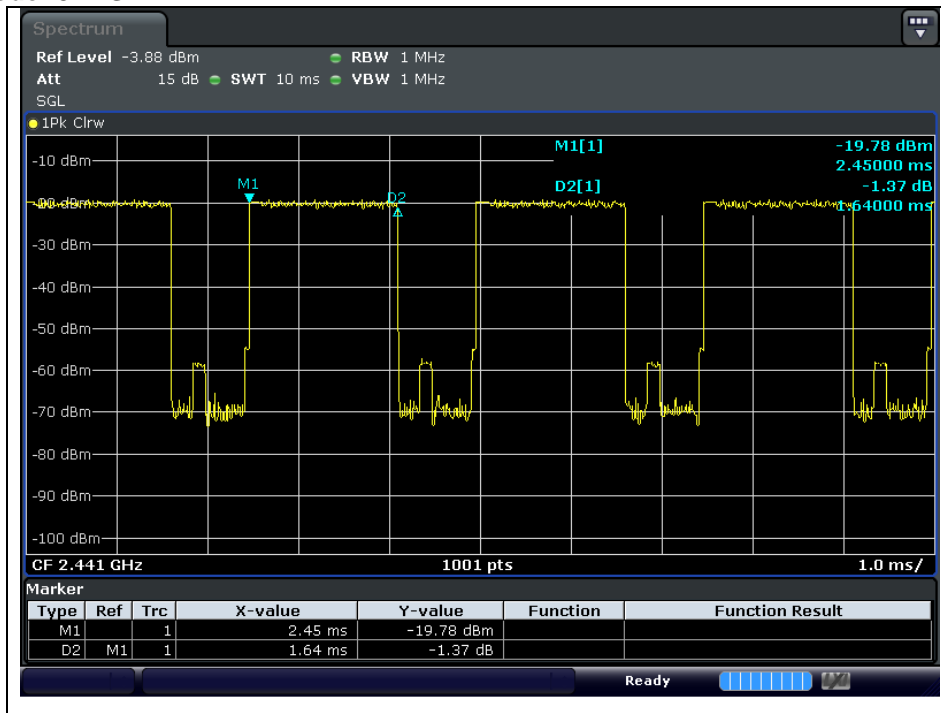 Spectrum
Ref Level -3.88 dBm RBW 1 MHz
Att 15 dB SWT 10 ms VBW 1 MHz
SGL
1Pk Clrw
M1[1] -19.78 dBm
2.45000 ms
D2[1] -1.37 dB
1.64000 ms
M1
D2
-10 dBm
-20 dBm
-30 dBm
-40 dBm
-50 dBm
-60 dBm
-70 dBm
-80 dBm
-90 dBm
-100 dBm
CF 2.441 GHz 1001 pts 1.0 ms/
Marker
Type Ref Trc X-value Y-value Function Function Result
M1 1 2.45 ms -19.78 dBm
D2 M1 1 1.64 ms -1.37 dB
Ready